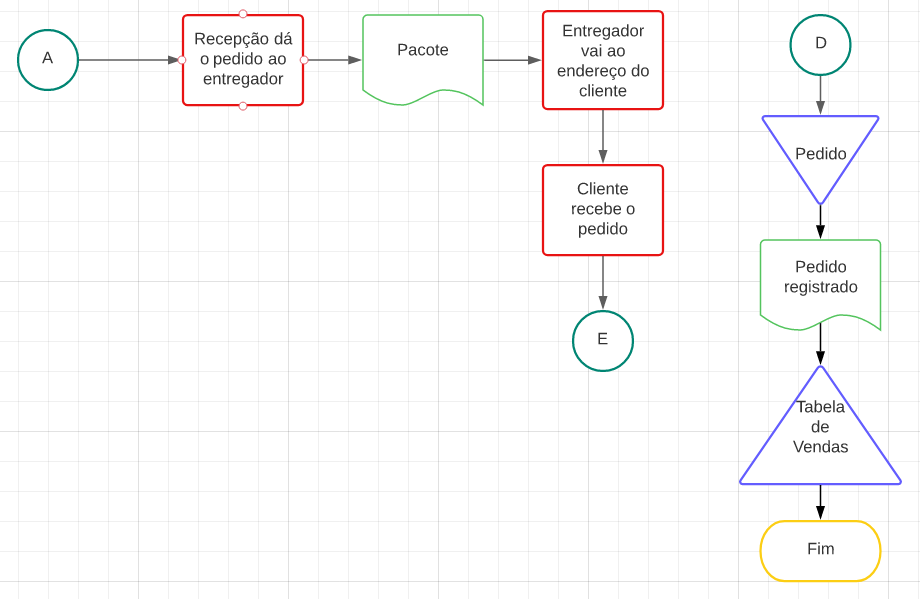 A
Recepção dá
o pedido ao
entregador
Pacote
Entregador
vai ao
endereço do
cliente
Cliente
recebe o
pedido
E
D
Pedido
Pedido
registrado
Tabela
de
Vendas
Fim